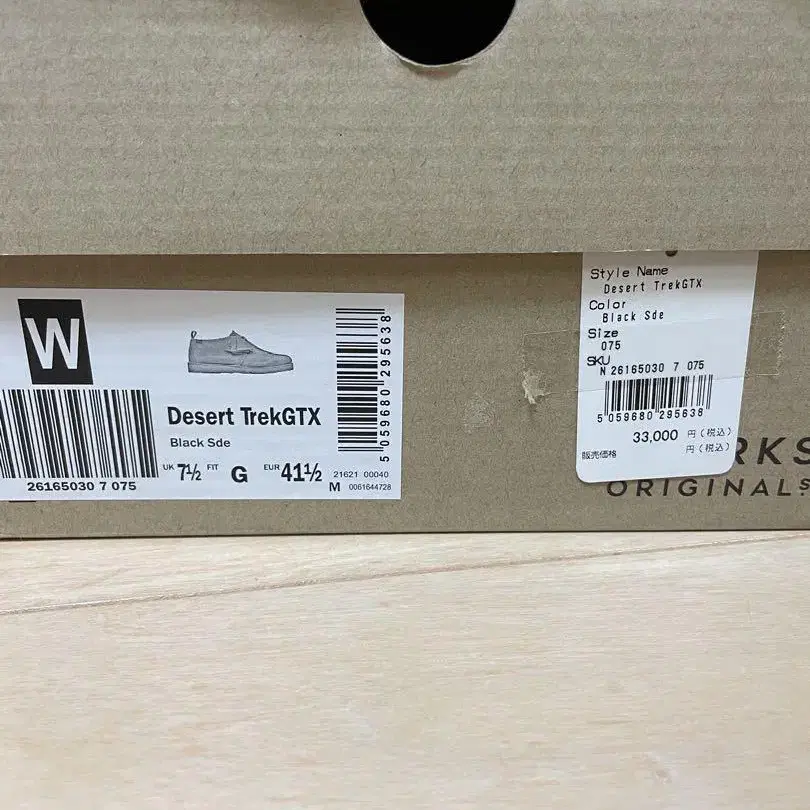 W
Desert TrekGTX
Black Sde
UK 7½ FIT G EUR 41½
26165030 7 075
5 059680 295638
21621 00040
M 0061644728
Style Name
Desert TrekGTX
Color
Black Sde
Size
075
SKU
N 26165030 7 075
5 059680 295638
33,000 円(税込)
販売価格 円(税込)
RKS
ORIGINALS